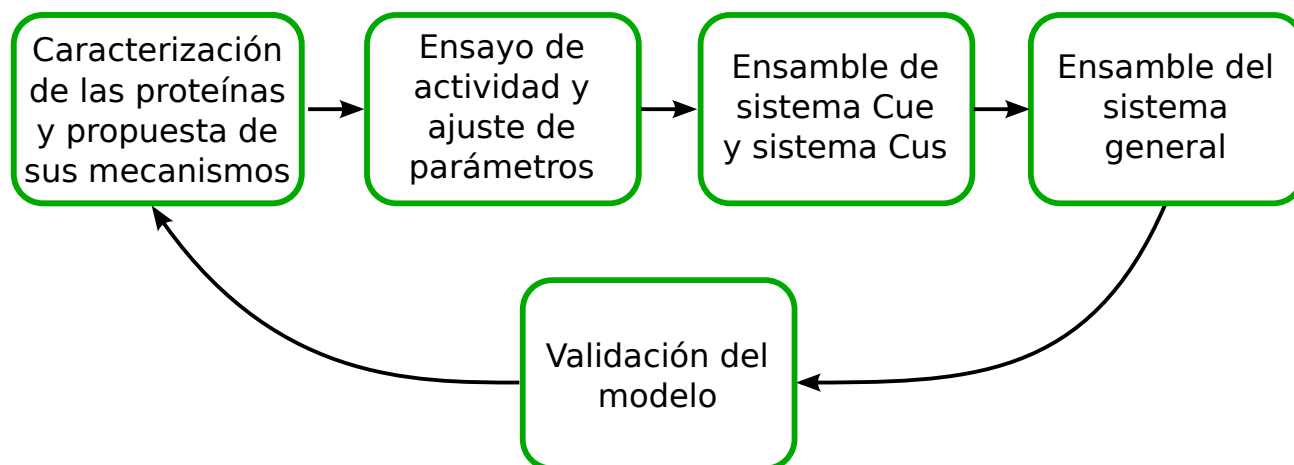 Caracterización
de las proteínas
y propuesta de
sus mecanismos
Ensayo de
actividad y
ajuste de
parámetros
Ensamble de
sistema Cue
y sistema Cus
Ensamble del
sistema
general
Validación del
modelo